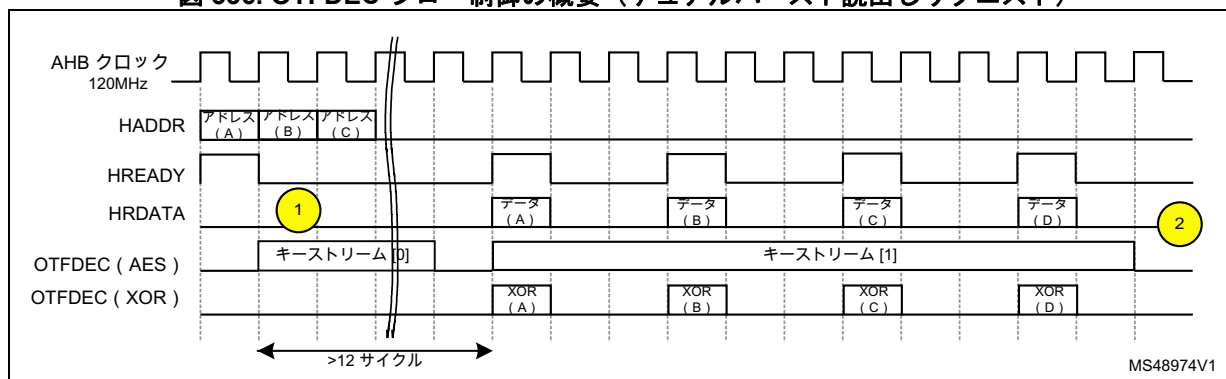 AHB クロック
120MHz
HADDR
アドレス
( A )
アドレス
( B )
アドレス
( C )
HREADY
HRDATA
1
データ
( A )
データ
( B )
データ
( C )
データ
( D )
2
OTFDEC ( AES )
キーストリーム [0]
キーストリーム [1]
OTFDEC ( XOR )
XOR
( A )
XOR
( B )
XOR
( C )
XOR
( D )
>12 サイクル
MS48974V1